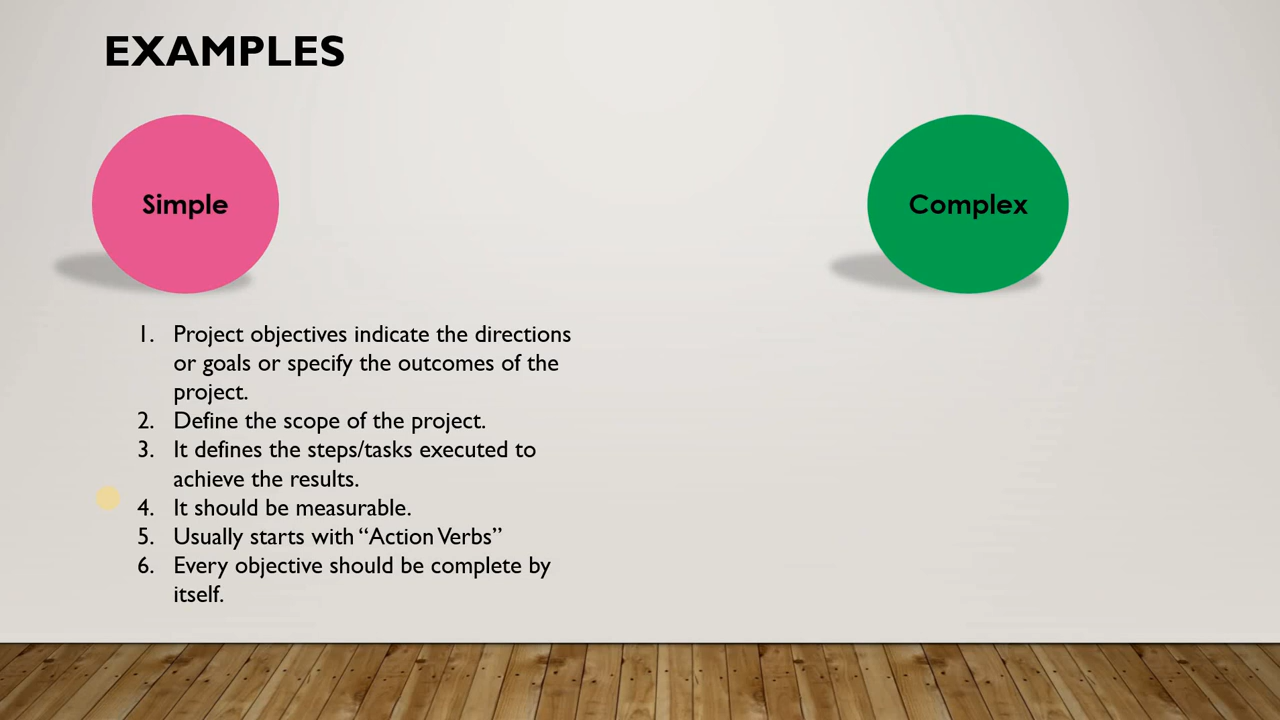 EXAMPLES
Simple
Complex
1. Project objectives indicate the directions
or goals or specify the outcomes of the
project.
2. Define the scope of the project.
3. It defines the steps/tasks executed to
achieve the results.
4. It should be measurable.
5. Usually starts with “Action Verbs”
6. Every objective should be complete by
itself.